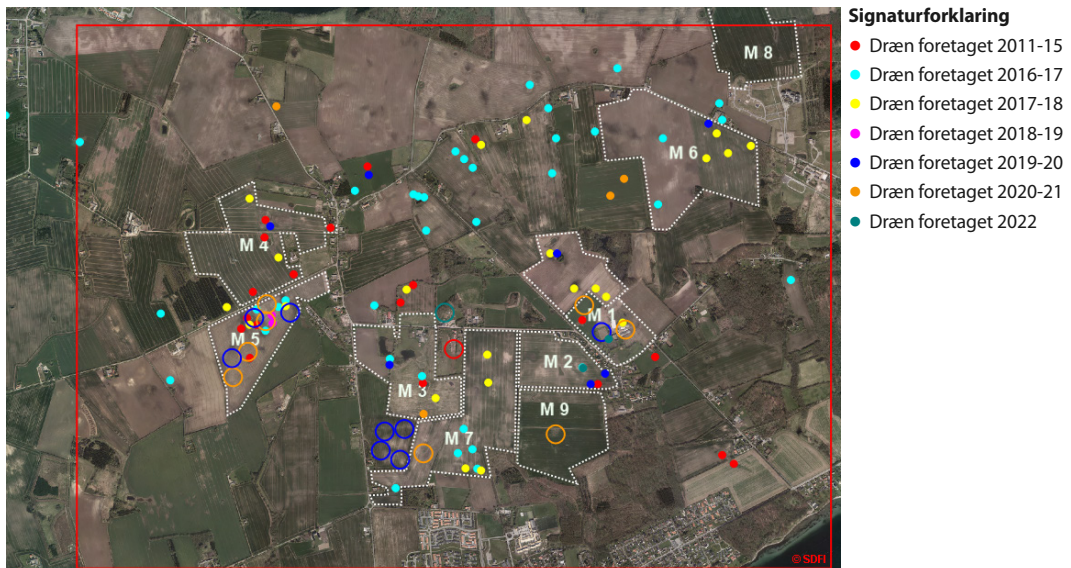 Signaturforklaring
Dræn foretaget 2011-15
Dræn foretaget 2016-17
Dræn foretaget 2017-18
Dræn foretaget 2018-19
Dræn foretaget 2019-20
Dræn foretaget 2020-21
Dræn foretaget 2022
M 8
M 6
M 4
M 1
M 5
M 2
M 3
M 9
M 7
© SDFI